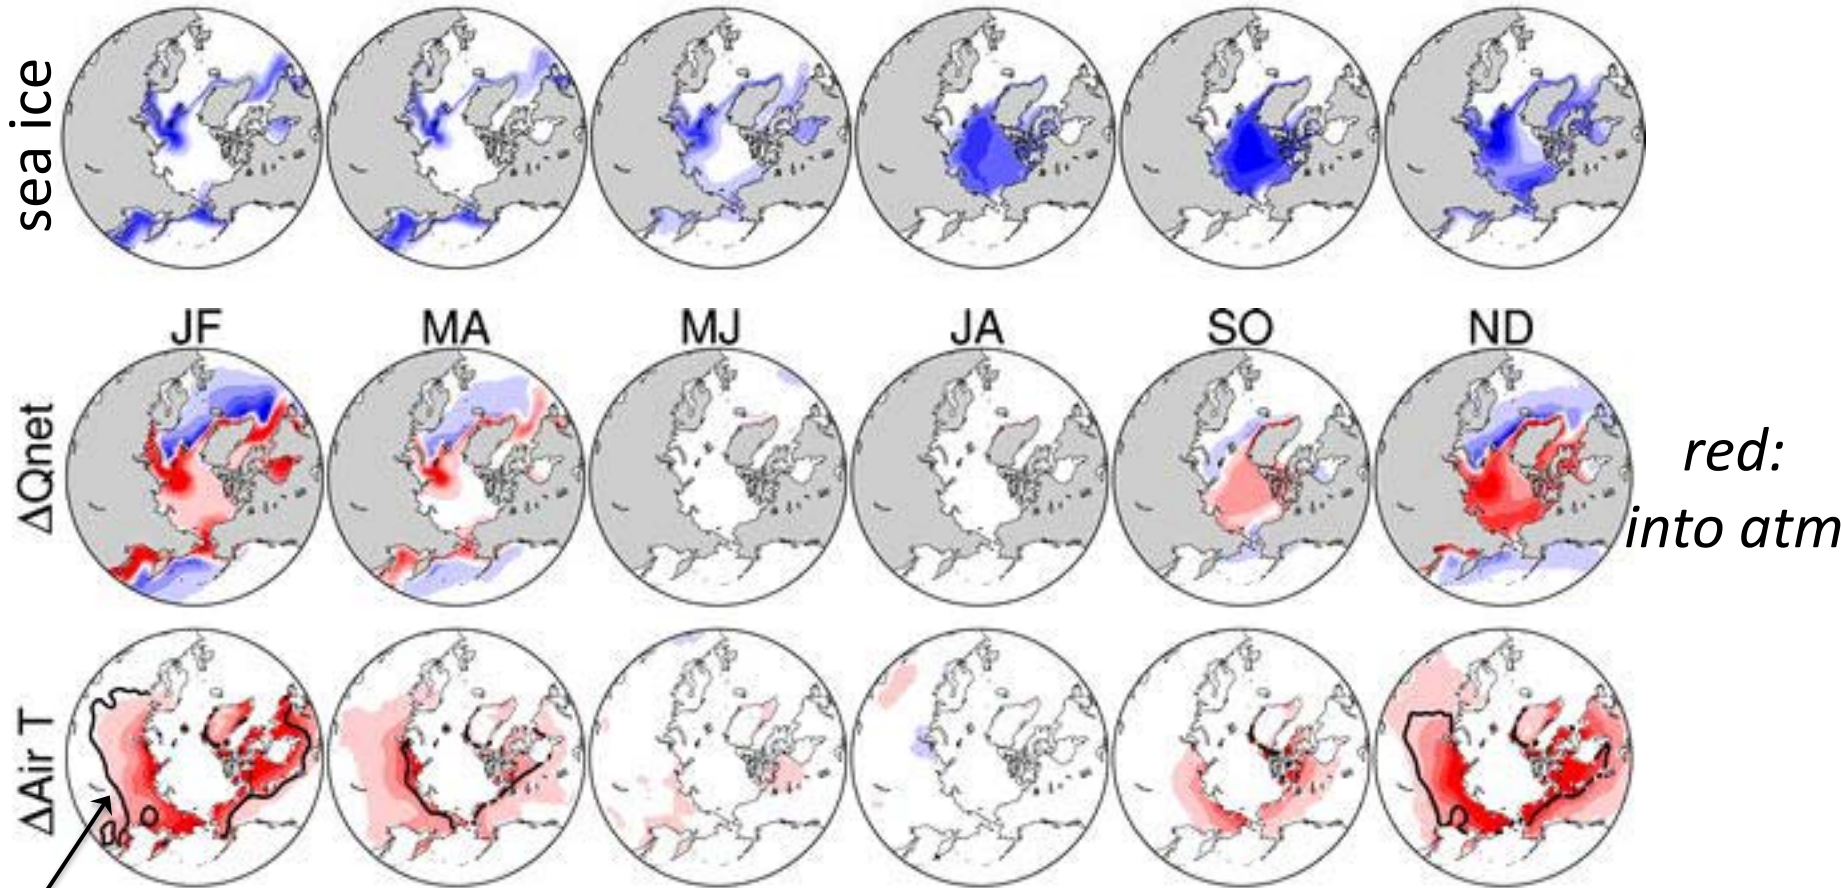 sea ice
JF MA MJ JA SO ND
ΔQnet
red:
into atm
ΔAir T